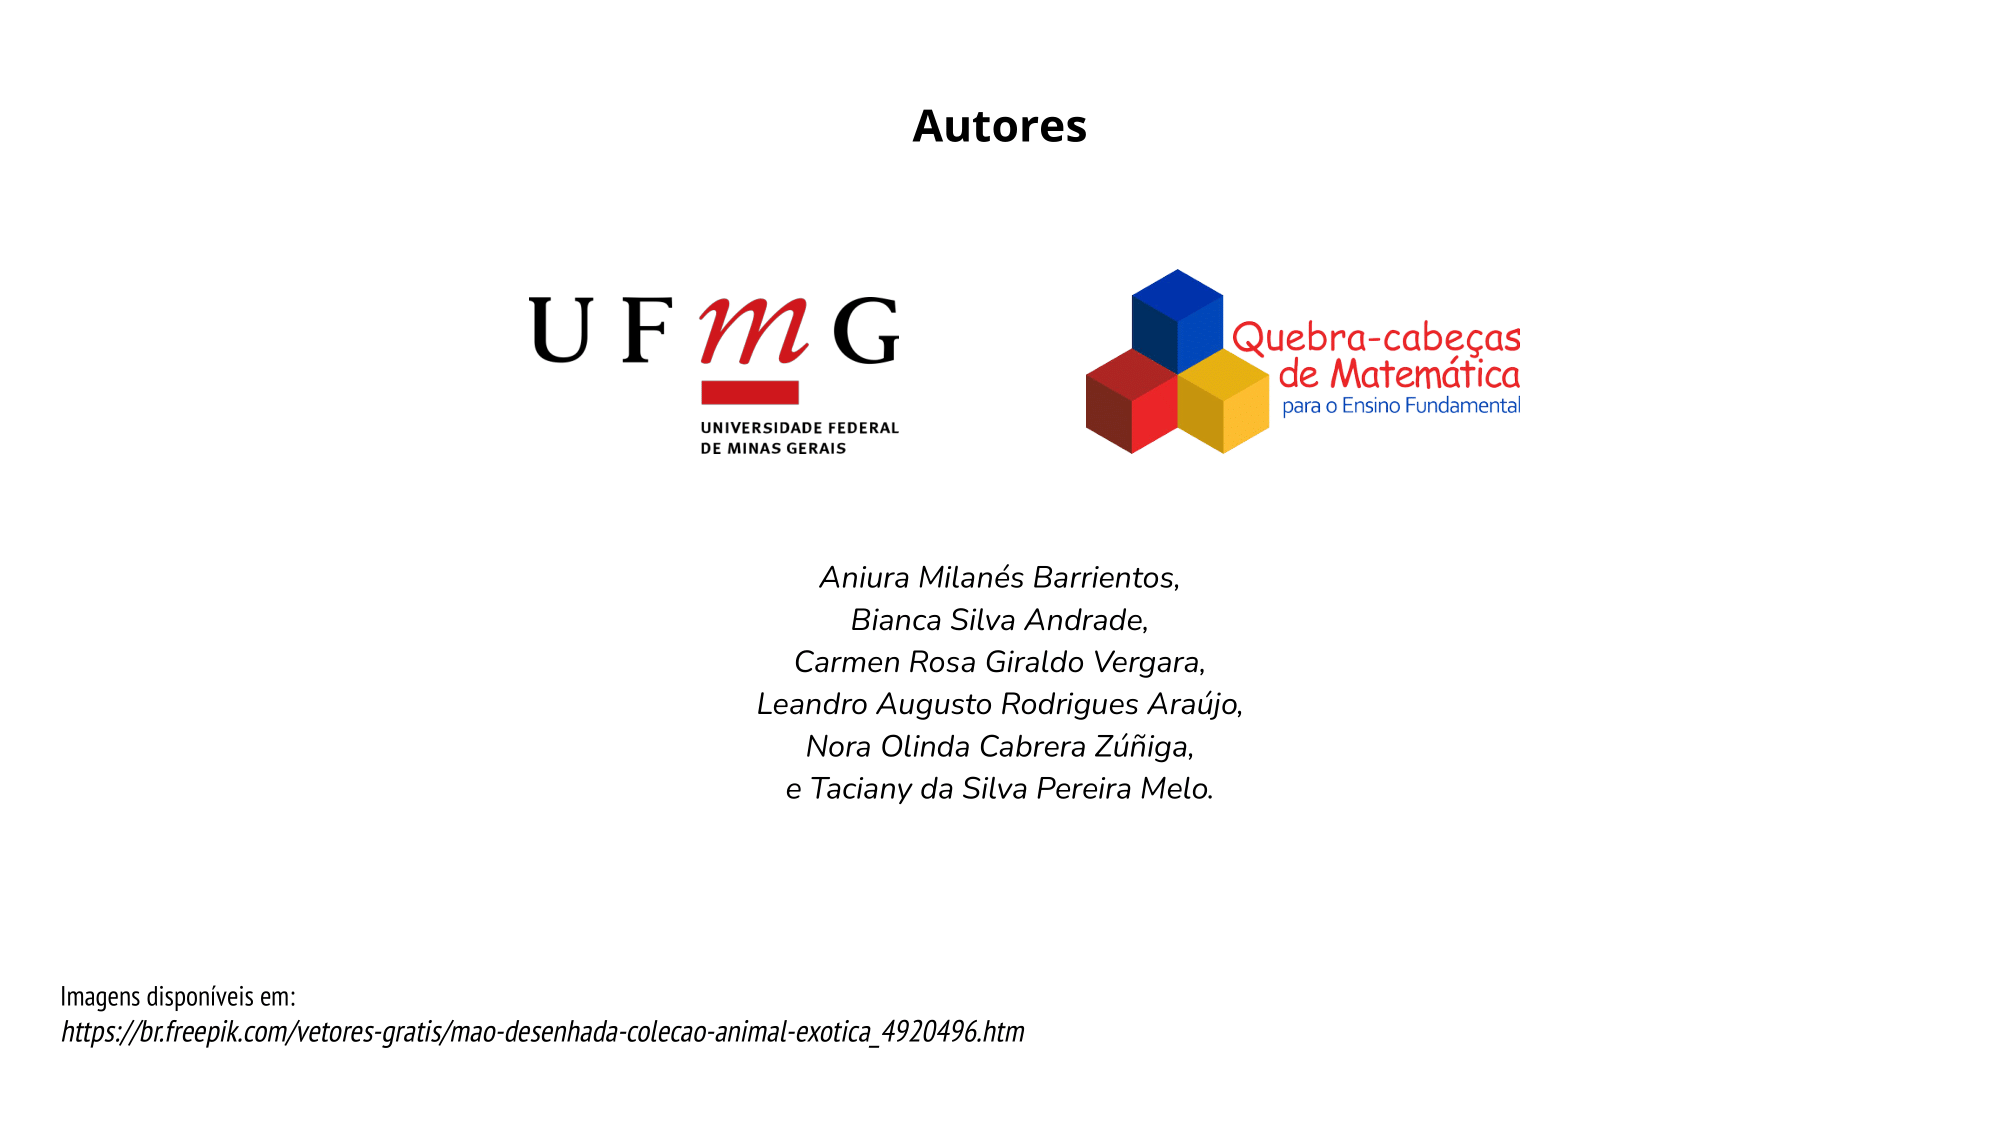 Autores
UFmG
UNIVERSIDADE FEDERAL
DE MINAS GERAIS
Quebra-cabeças
de Matemática
para o Ensino Fundamental
Aniura Milanés Barrientos,
Bianca Silva Andrade,
Carmen Rosa Giraldo Vergara,
Leandro Augusto Rodrigues Araújo,
Nora Olinda Cabrera Zúñiga,
e Taciany da Silva Pereira Melo.
Imagens disponíveis em:
https://br.freepik.com/vetores-gratis/mao-desenhada-colecao-animal-exotica_4920496.htm